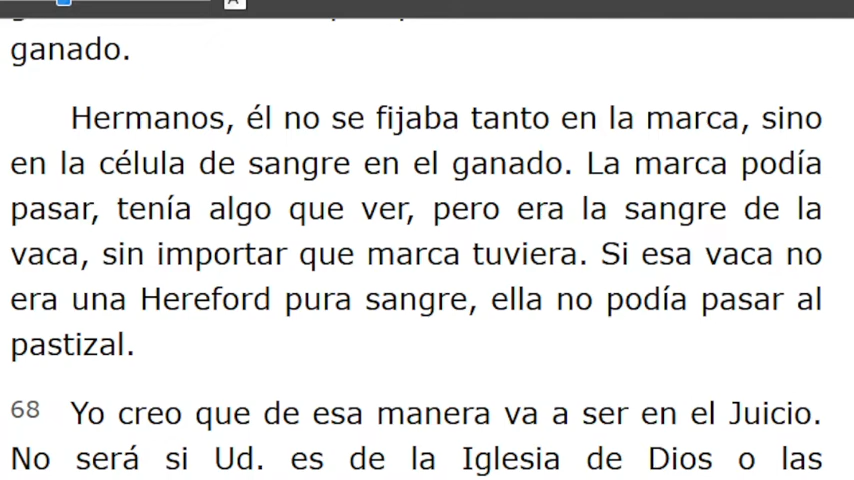 ganado.
Hermanos, él no se fijaba tanto en la marca, sino
en la célula de sangre en el ganado. La marca podía
pasar, tenía algo que ver, pero era la sangre de la
vaca, sin importar que marca tuviera. Si esa vaca no
era una Hereford pura sangre, ella no podía pasar al
pastizal.
68 Yo creo que de esa manera va a ser en el Juicio.
No será si Ud. es de la Iglesia de Dios o las